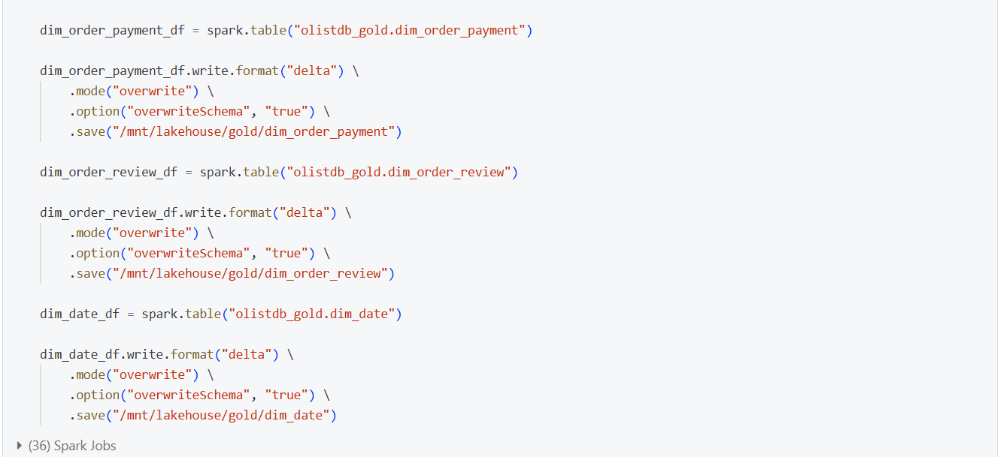 dim_order_payment_df = spark.table("olistdb_gold.dim_order_payment")
dim_order_payment_df.write.format("delta") \
.mode("overwrite") \
.option("overwriteSchema", "true") \
.save("/mnt/lakehouse/gold/dim_order_payment")
dim_order_review_df = spark.table("olistdb_gold.dim_order_review")
dim_order_review_df.write.format("delta") \
.mode("overwrite") \
.option("overwriteSchema", "true") \
.save("/mnt/lakehouse/gold/dim_order_review")
dim_date_df = spark.table("olistdb_gold.dim_date")
dim_date_df.write.format("delta") \
.mode("overwrite") \
.option("overwriteSchema", "true") \
.save("/mnt/lakehouse/gold/dim_date")
(36) Spark Jobs